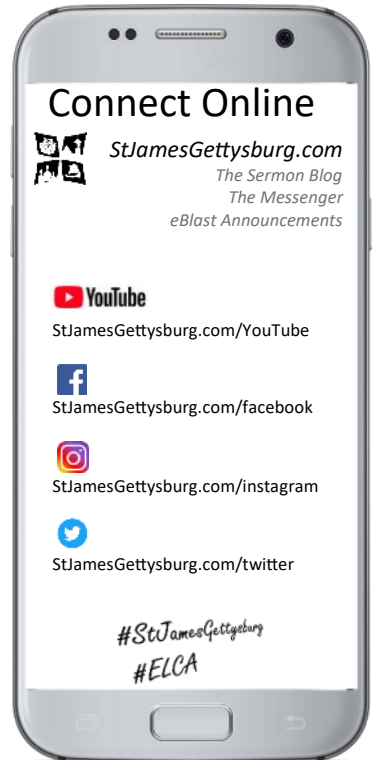 Connect Online
StJamesGettysburg.com
The Sermon Blog
The Messenger
eBlast Announcements
YouTube
StJamesGettysburg.com/YouTube
StJamesGettysburg.com/facebook
StJamesGettysburg.com/instagram
StJamesGettysburg.com/twitter
#StJamesGettysburg
#ELCA